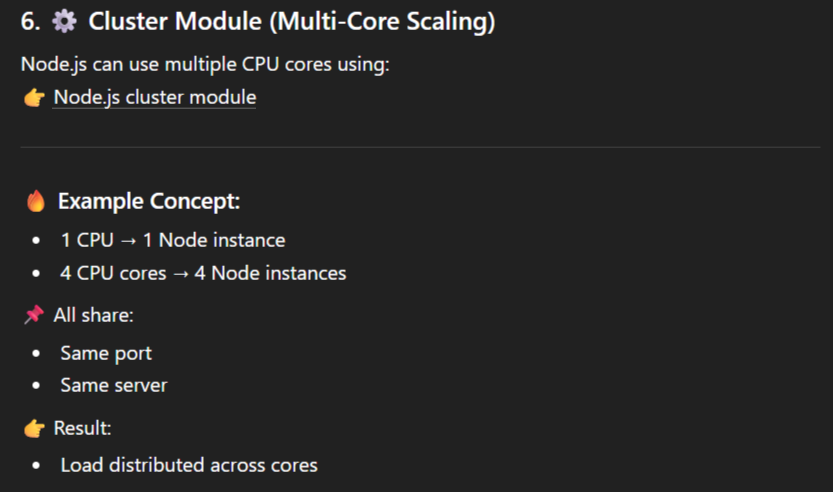 6. ⚙️ Cluster Module (Multi-Core Scaling)
Node.js can use multiple CPU cores using:
👉 Node.js cluster module
🔥 Example Concept:
• 1 CPU → 1 Node instance
• 4 CPU cores → 4 Node instances
📌 All share:
• Same port
• Same server
👉 Result:
• Load distributed across cores